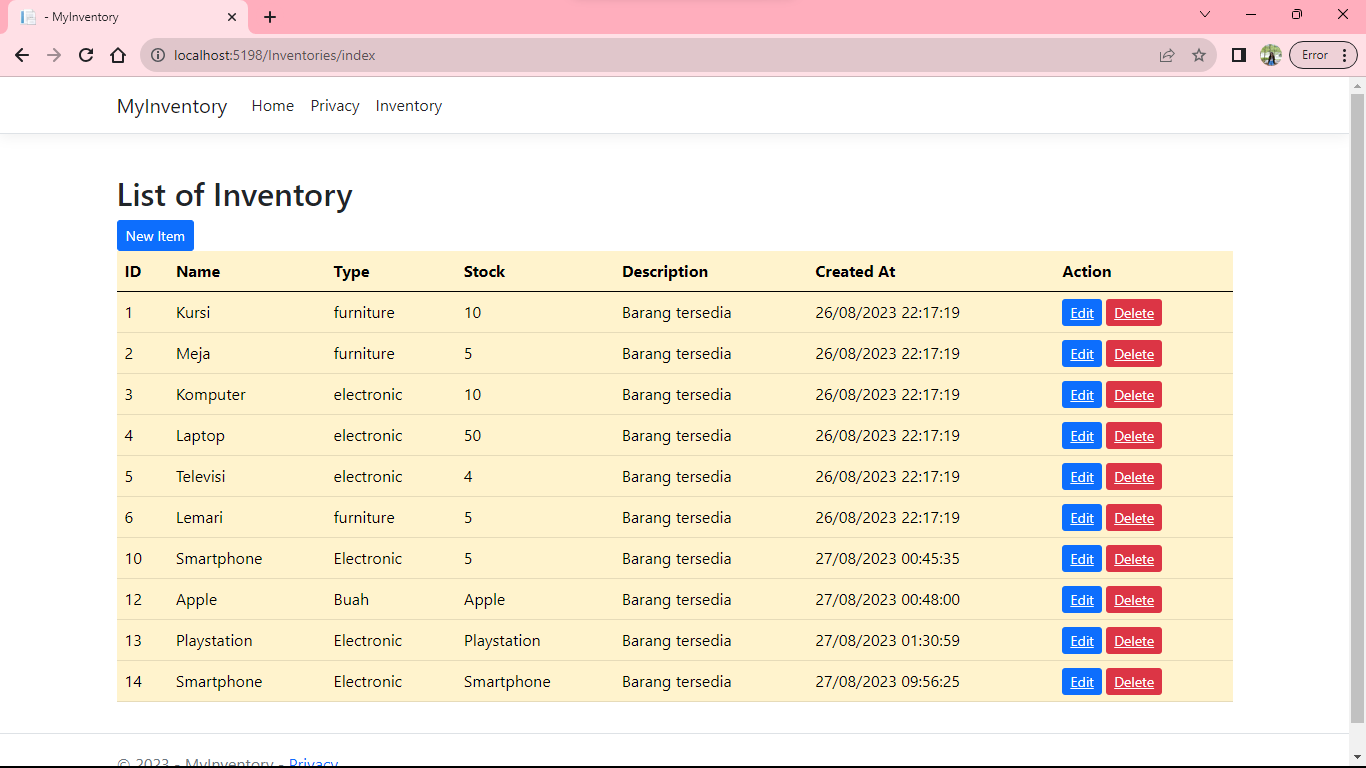 - MyInventory
localhost:5198/Inventories/index
Error
MyInventory Home Privacy Inventory
List of Inventory
New Item
ID Name Type Stock Description Created At Action
1 Kursi furniture 10 Barang tersedia 26/08/2023 22:17:19 Edit Delete
2 Meja furniture 5 Barang tersedia 26/08/2023 22:17:19 Edit Delete
3 Komputer electronic 10 Barang tersedia 26/08/2023 22:17:19 Edit Delete
4 Laptop electronic 50 Barang tersedia 26/08/2023 22:17:19 Edit Delete
5 Televisi electronic 4 Barang tersedia 26/08/2023 22:17:19 Edit Delete
6 Lemari furniture 5 Barang tersedia 26/08/2023 22:17:19 Edit Delete
10 Smartphone Electronic 5 Barang tersedia 27/08/2023 00:45:35 Edit Delete
12 Apple Buah Apple Barang tersedia 27/08/2023 00:48:00 Edit Delete
13 Playstation Electronic Playstation Barang tersedia 27/08/2023 01:30:59 Edit Delete
14 Smartphone Electronic Smartphone Barang tersedia 27/08/2023 09:56:25 Edit Delete
© 2023 - MyInventory - Privacy